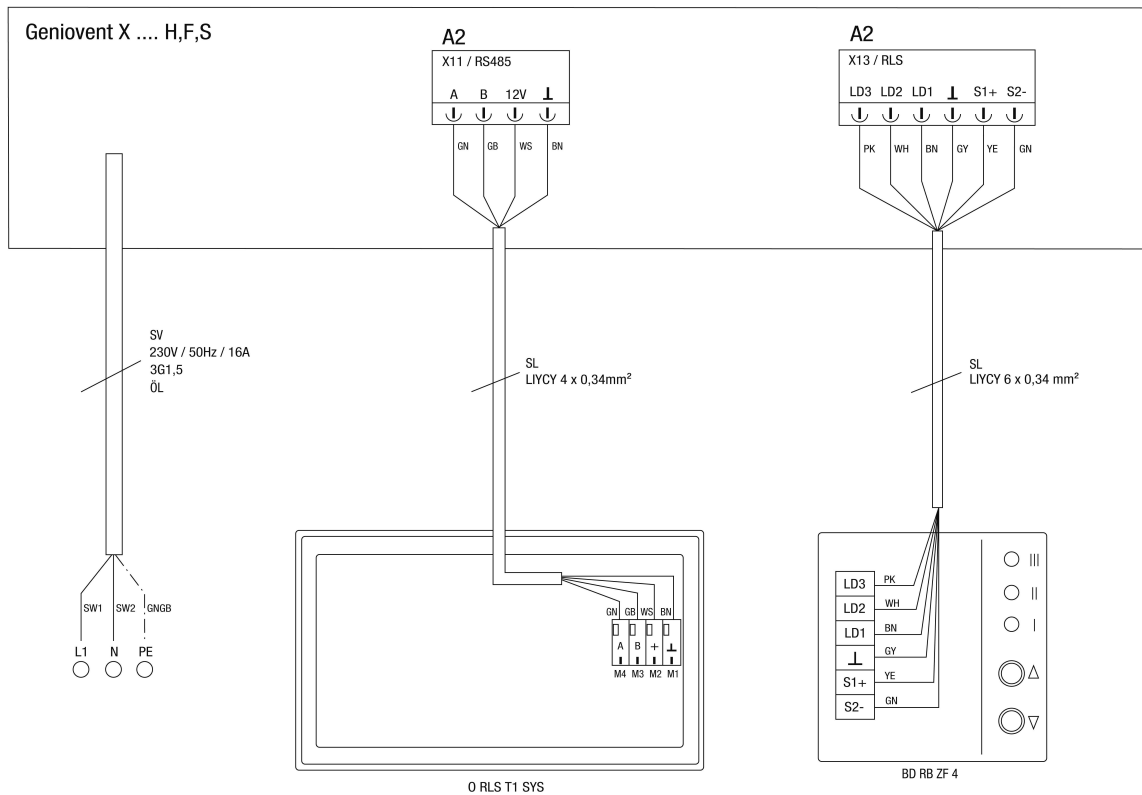 Geniovent X .... H,F,S
A2
X11 / RS485
A B 12V ⊥
GN GB WS BN
A2
X13 / RLS
LD3 LD2 LD1 ⊥ S1+ S2-
PK WH BN GY YE GN
SV
230V / 50Hz / 16A
3G1,5
ÖL
SL
LIYCY 4 x 0,34mm²
SL
LIYCY 6 x 0,34 mm²
SW1 SW2 GNGB
L1 N PE
GN GB WS BN
A B + ⊥
M4 M3 M2 M1
O RLS T1 SYS
LD3 PK
LD2 WH
LD1 BN
⊥ GY
S1+ YE
S2- GN
III
II
I
BD RB ZF 4